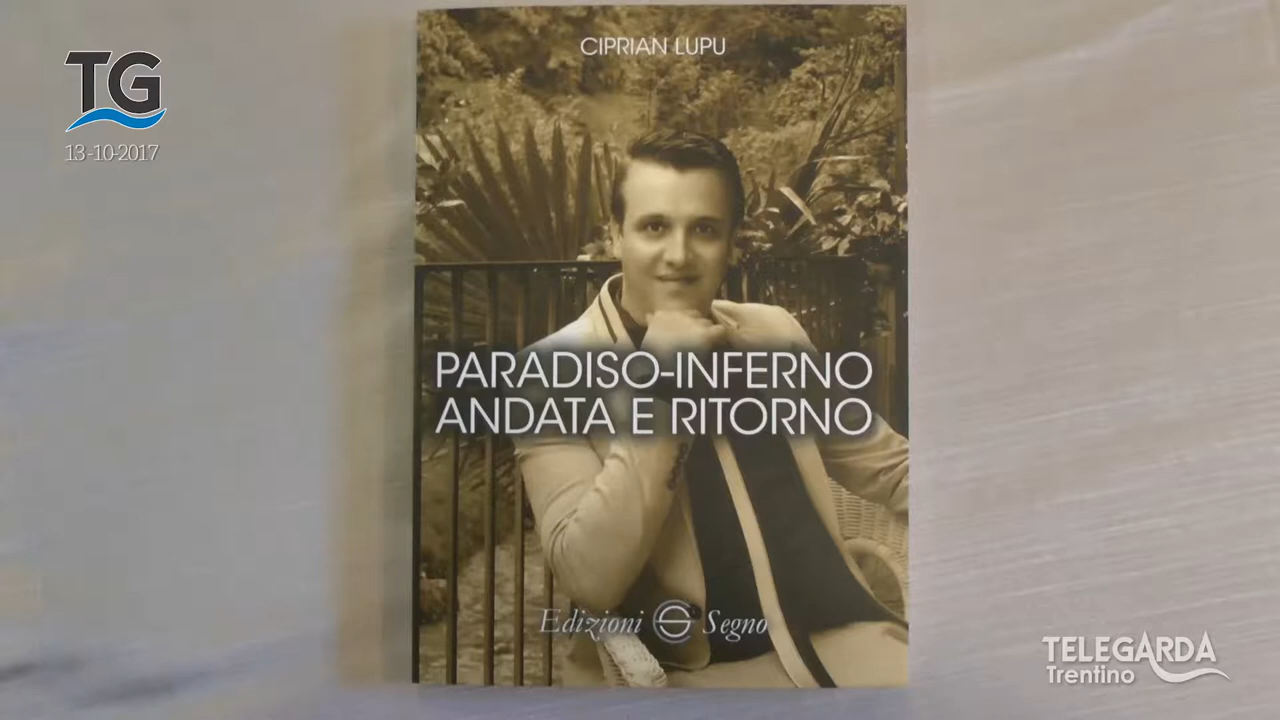 TG
13-10-2017
CIPRIAN LUPU
PARADISO-INFERNO
ANDATA E RITORNO
Edizioni Segno
TELEGARDA
Trentino